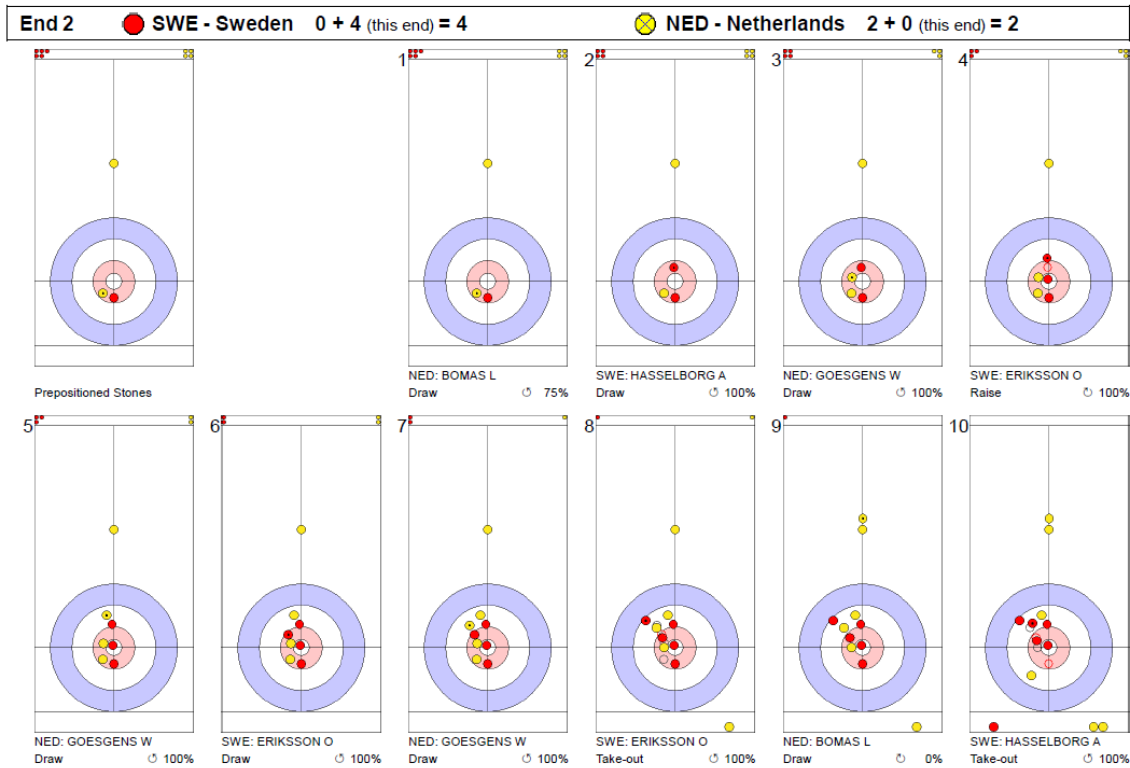 End 2 SWE - Sweden 0 + 4 (this end) = 4 NED - Netherlands 2 + 0 (this end) = 2
1 2 3 4
Prepositioned Stones
NED: BOMAS L SWE: HASSELBORG A NED: GOESGENS W SWE: ERIKSSON O
Draw ↺ 75% Draw ↺ 100% Draw ↺ 100% Raise ↻ 100%
5 6 7 8 9 10
NED: GOESGENS W SWE: ERIKSSON O NED: GOESGENS W SWE: ERIKSSON O NED: BOMAS L SWE: HASSELBORG A
Draw ↺ 100% Draw ↺ 100% Draw ↺ 100% Take-out ↺ 100% Draw ↻ 0% Take-out ↺ 100%